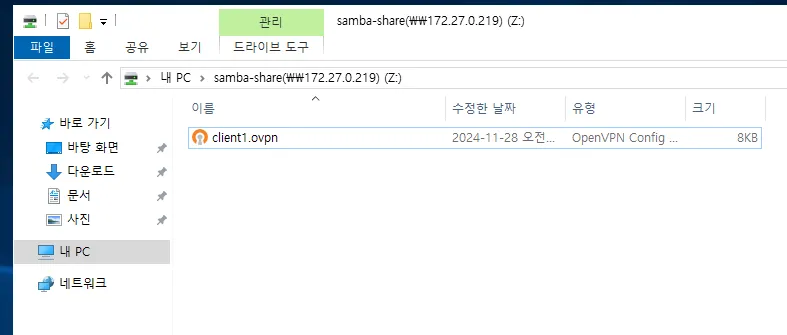 관리
samba-share(₩₩172.27.0.219) (Z:)
파일 홈 공유 보기 드라이브 도구
내 PC samba-share(₩₩172.27.0.219) (Z:)
이름 수정한 날짜 유형 크기
바로 가기
client1.ovpn 2024-11-28 오전... OpenVPN Config ... 8KB
바탕 화면
다운로드
문서
사진
내 PC
네트워크